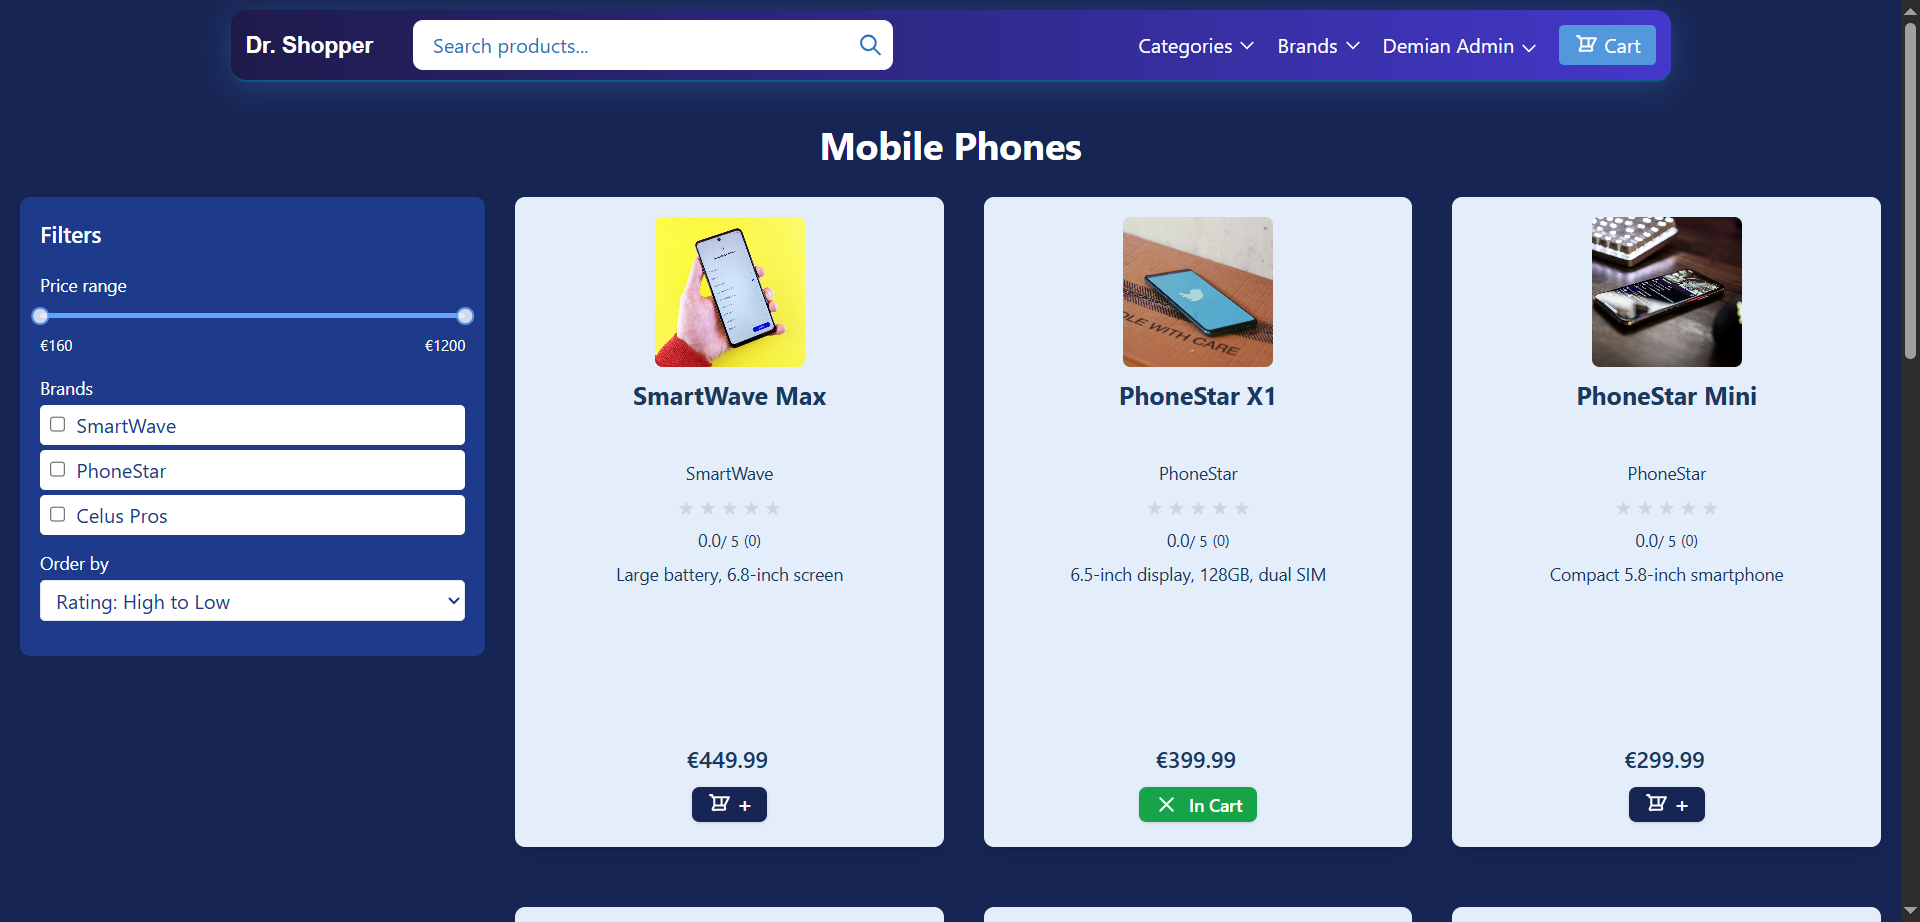 Dr. Shopper
Search products...
Categories
Brands
Demian Admin
Cart
Mobile Phones
Filters
Price range
€160
€1200
Brands
SmartWave
PhoneStar
Celus Pros
Order by
Rating: High to Low
SmartWave Max
SmartWave
★ ★ ★ ★ ★
0.0/ 5 (0)
Large battery, 6.8-inch screen
€449.99
+
DLE WITH CARE
PhoneStar X1
PhoneStar
★ ★ ★ ★ ★
0.0/ 5 (0)
6.5-inch display, 128GB, dual SIM
€399.99
In Cart
PhoneStar Mini
PhoneStar
★ ★ ★ ★ ★
0.0/ 5 (0)
Compact 5.8-inch smartphone
€299.99
+